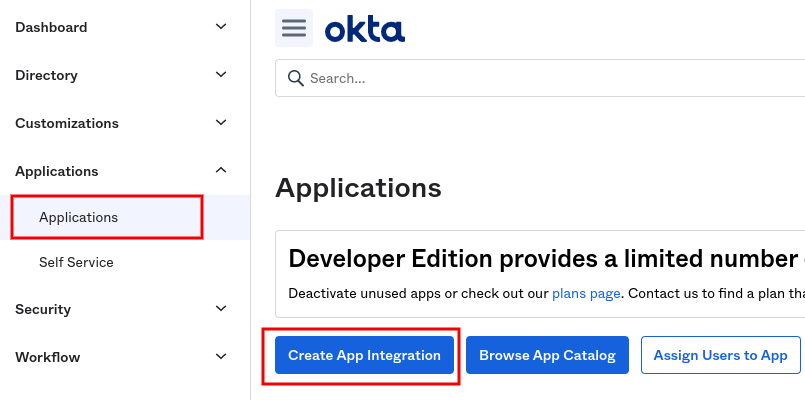 Dashboard
Directory
Customizations
Applications
Applications
Self Service
Security
Workflow
okta
Search...
Applications
Developer Edition provides a limited number
Deactivate unused apps or check out our plans page. Contact us to find a plan tha
Create App Integration
Browse App Catalog
Assign Users to App